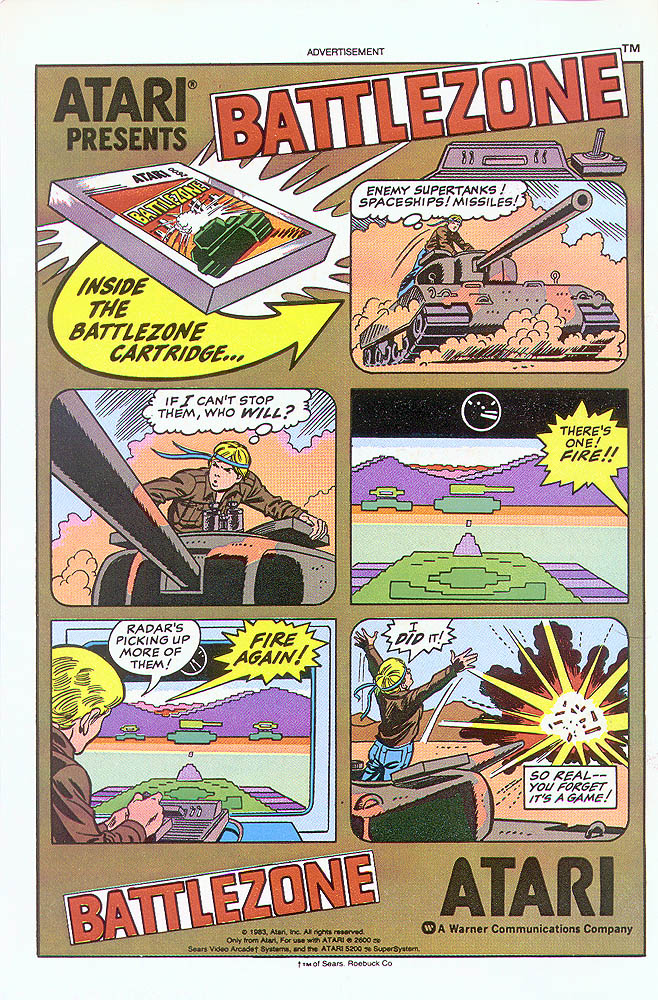 ADVERTISEMENT
ATARI®
PRESENTS
BATTLEZONE™
ATARI
BATTLEZONE
INSIDE
THE
BATTLEZONE
CARTRIDGE...
ENEMY SUPERTANKS!
SPACESHIPS! MISSILES!
IF I CAN'T STOP
THEM, WHO WILL?
THERE'S
ONE!
FIRE!!
RADAR'S
PICKING UP
MORE OF
THEM!
FIRE
AGAIN!
I
DID IT!
SO REAL--
YOU FORGET
IT'S A GAME!
BATTLEZONE
ATARI
A Warner Communications Company
© 1983, Atari, Inc. All rights reserved.
Only from Atari, For use with ATARI ® 2600
Sears Video Arcade† Systems, and the ATARI 5200 SuperSystem.
†™ of Sears, Roebuck Co